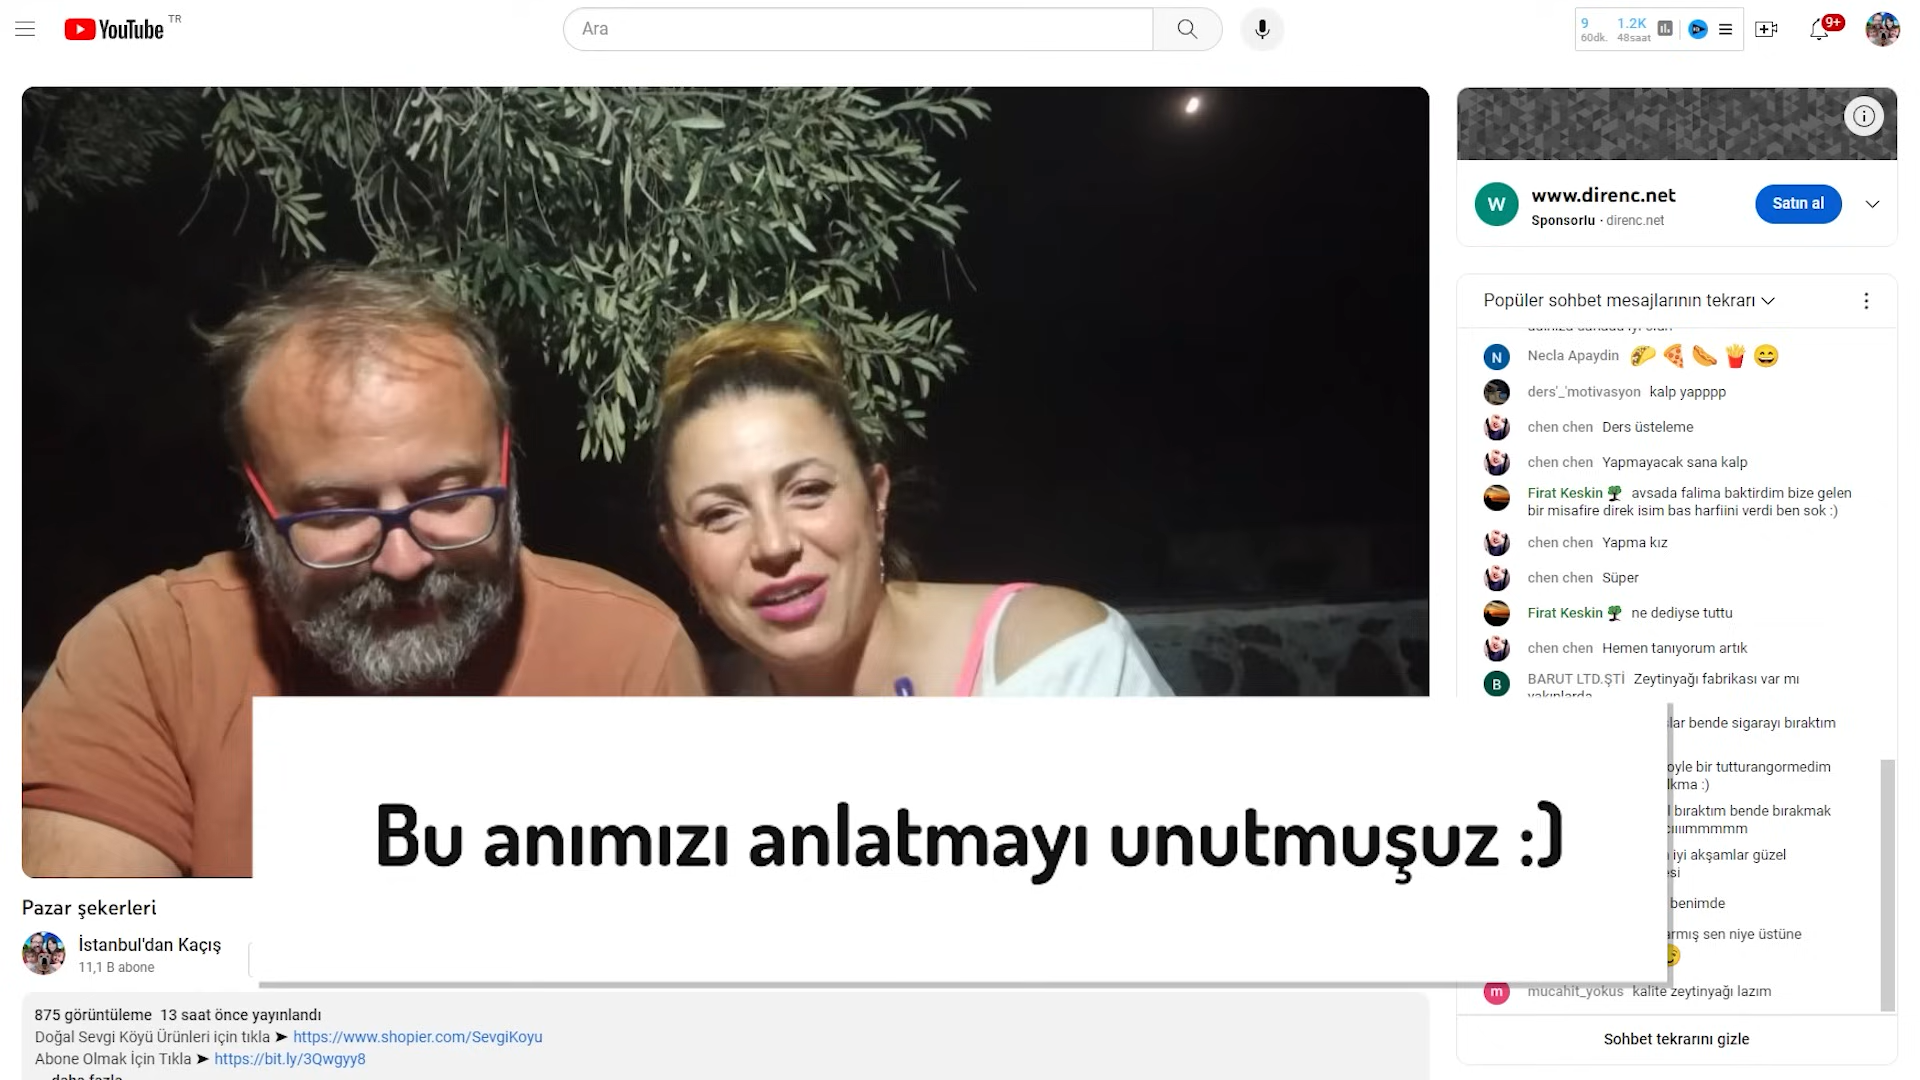 YouTube TR
Ara
9 1.2K
60dk. 48saat
9+
W
www.direnc.net
Sponsorlu · direnc.net
Satın al
Popüler sohbet mesajlarının tekrarı
N Necla Apaydin
ders'_'motivasyon kalp yapppp
chen chen Ders üsteleme
chen chen Yapmayacak sana kalp
Firat Keskin avsada falima baktirdim bize gelen
bir misafire direk isim bas harfiini verdi ben sok :)
chen chen Yapma kız
chen chen Süper
Firat Keskin ne dediyse tuttu
chen chen Hemen tanıyorum artık
B BARUT LTD.ŞTİ Zeytinyağı fabrikası var mı
yakınlarda
lar bende sigarayı bıraktım
oyle bir tutturangormedim
kma :)
bıraktım bende bırakmak
iyi akşamlar güzel
benimde
armış sen niye üstüne
m mucahit_yokus kalite zeytinyağı lazım
Sohbet tekrarını gizle
Bu anımızı anlatmayı unutmuşuz :)
Pazar şekerleri
İstanbul'dan Kaçış
11,1 B abone
875 görüntüleme 13 saat önce yayınlandı
Doğal Sevgi Köyü Ürünleri için tıkla ➤ https://www.shopier.com/SevgiKoyu
Abone Olmak İçin Tıkla ➤ https://bit.ly/3Qwgyy8
... daha fazla